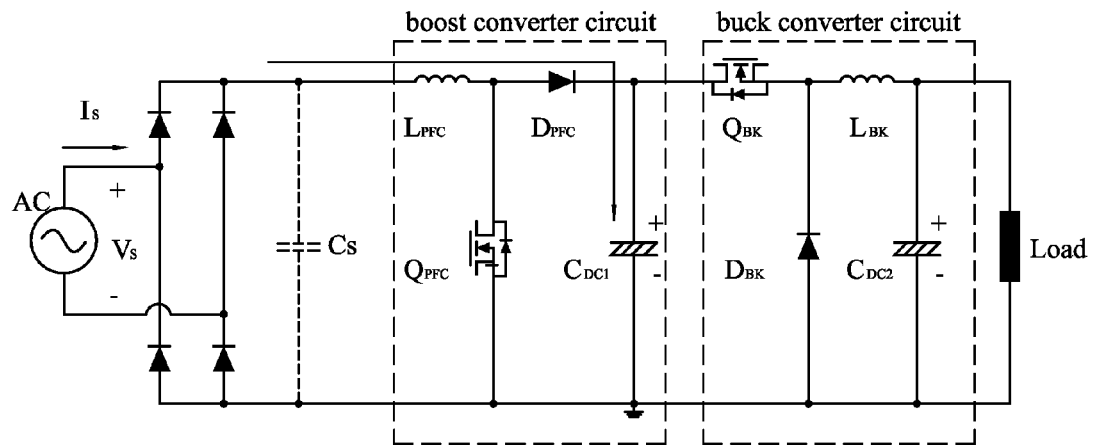 boost converter circuit
buck converter circuit
Is
LPFC
DPFC
QBK
LBK
AC
+
Vs
-
Cs
QPFC
CDC1
+
-
DBK
CDC2
+
-
Load